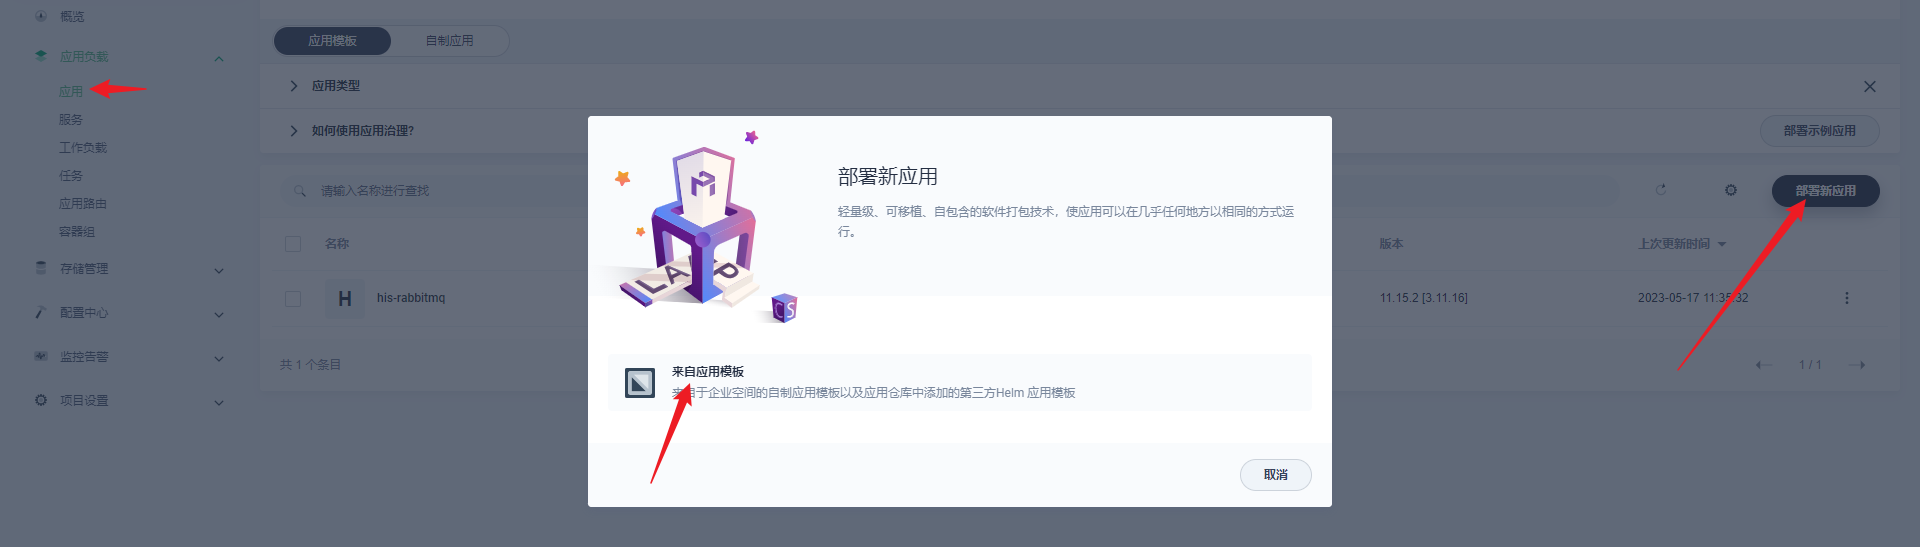 概览
应用负载
应用
服务
工作负载
任务
应用路由
容器组
存储管理
配置中心
监控告警
项目设置
应用模板 自制应用
应用类型
如何使用应用治理?
部署示例应用
请输入名称进行查找
部署新应用
名称 版本 上次更新时间
H his-rabbitmq 11.15.2 [3.11.16] 2023-05-17 11:35:32
共 1 个条目 1 / 1
部署新应用
轻量级、可移植、自包含的软件打包技术，使应用可以在几乎任何地方以相同的方式运
行。
来自应用模板
来自于企业空间的自制应用模板以及应用仓库中添加的第三方Helm 应用模板
取消